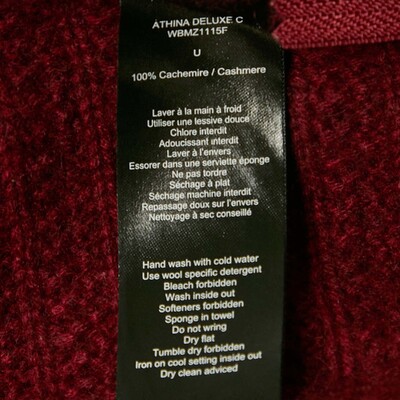 ATHINA DELUXE C
WBMZ1115F
U
100% Cachemire / Cashmere
Laver à la main à froid
Utiliser une lessive douce
Chlore interdit
Adoucissant interdit
Laver à l'envers
Essorer dans une serviette éponge
Ne pas tordre
Séchage à plat
Séchage machine interdit
Repassage doux sur l'envers
Nettoyage à sec conseillé
Hand wash with cold water
Use wool specific detergent
Bleach forbidden
Wash inside out
Softeners forbidden
Sponge in towel
Do not wring
Dry flat
Tumble dry forbidden
Iron on cool setting inside out
Dry clean adviced